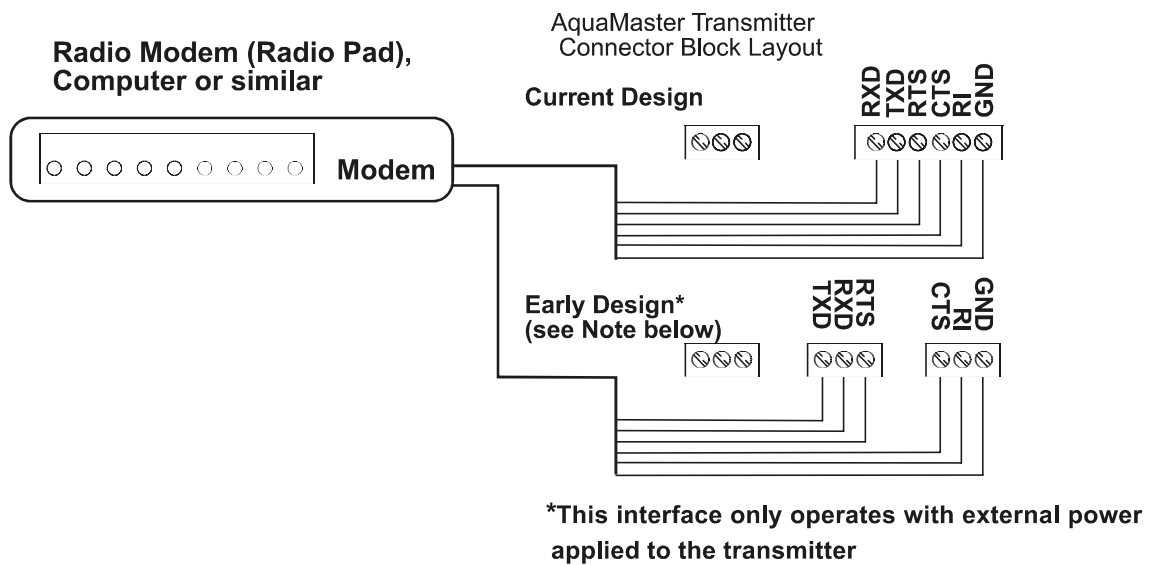 AquaMaster Transmitter
Connector Block Layout
Radio Modem (Radio Pad),
Computer or similar
Current Design
RXD
TXD
RTS
CTS
RI
GND
Modem
Early Design*
(see Note below)
TXD
RXD
RTS
CTS
RI
GND
*This interface only operates with external power
applied to the transmitter